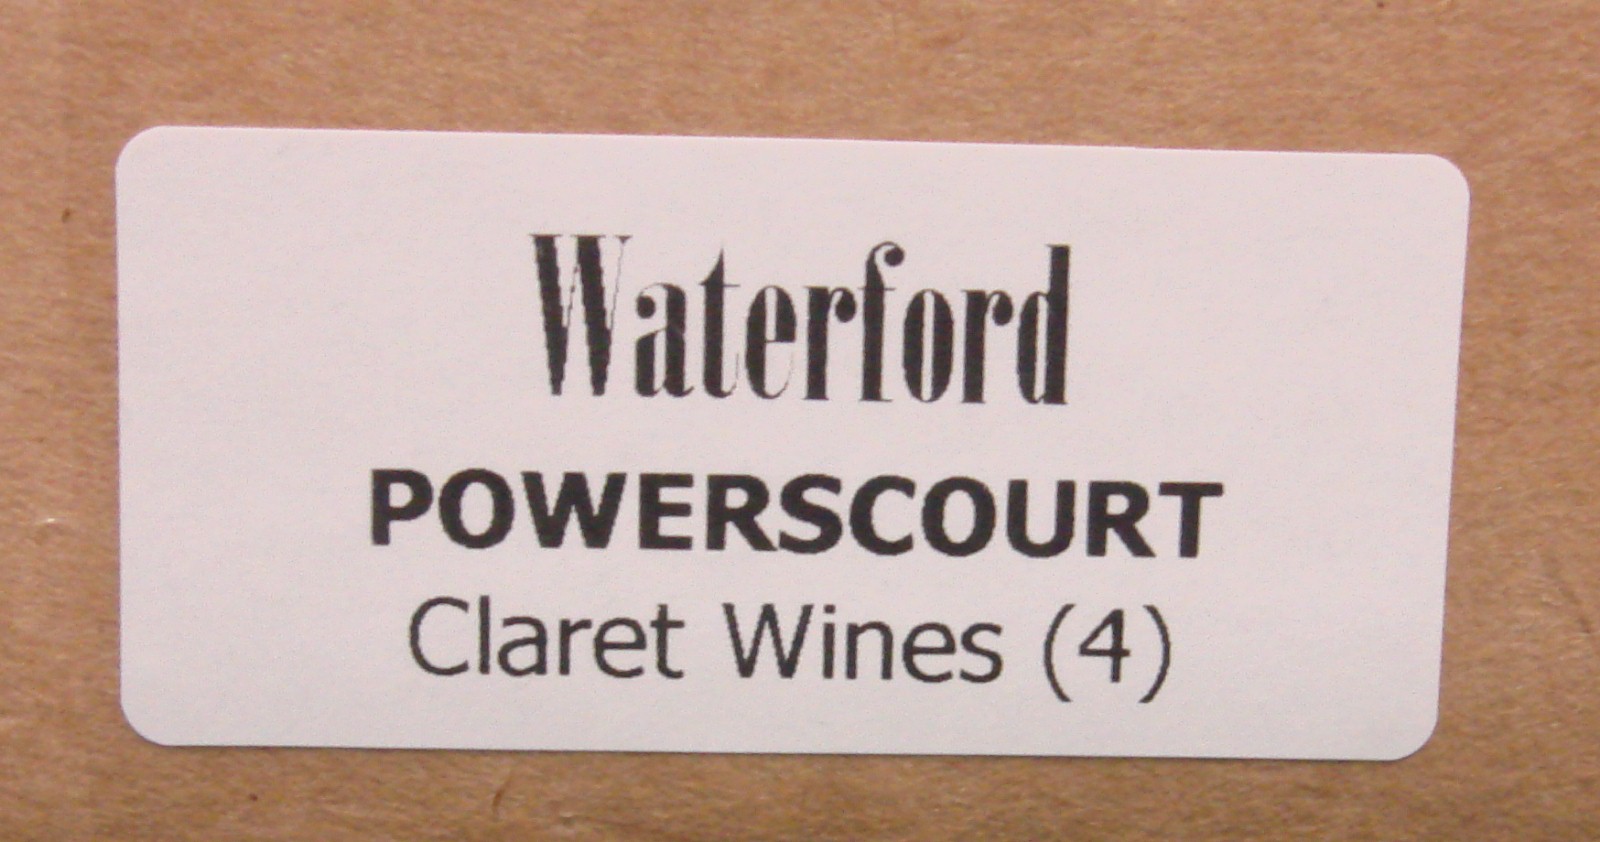 Waterford
POWERSCOURT
Claret Wines (4)